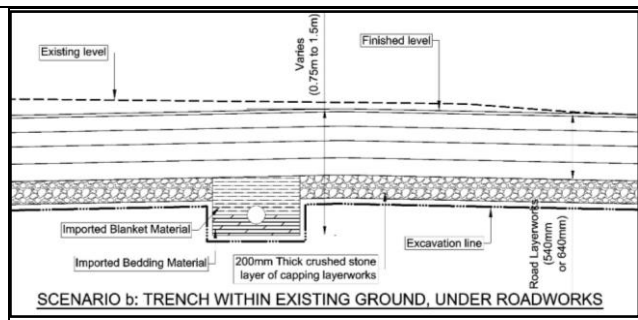 Existing level
Varies
(0.75m to 1.5m)
Finished level
Imported Blanket Material
Imported Bedding Material
200mm Thick crushed stone
layer of capping layerworks
Excavation line
Road Layerworks
(540mm
or 640mm)
SCENARIO b: TRENCH WITHIN EXISTING GROUND, UNDER ROADWORKS